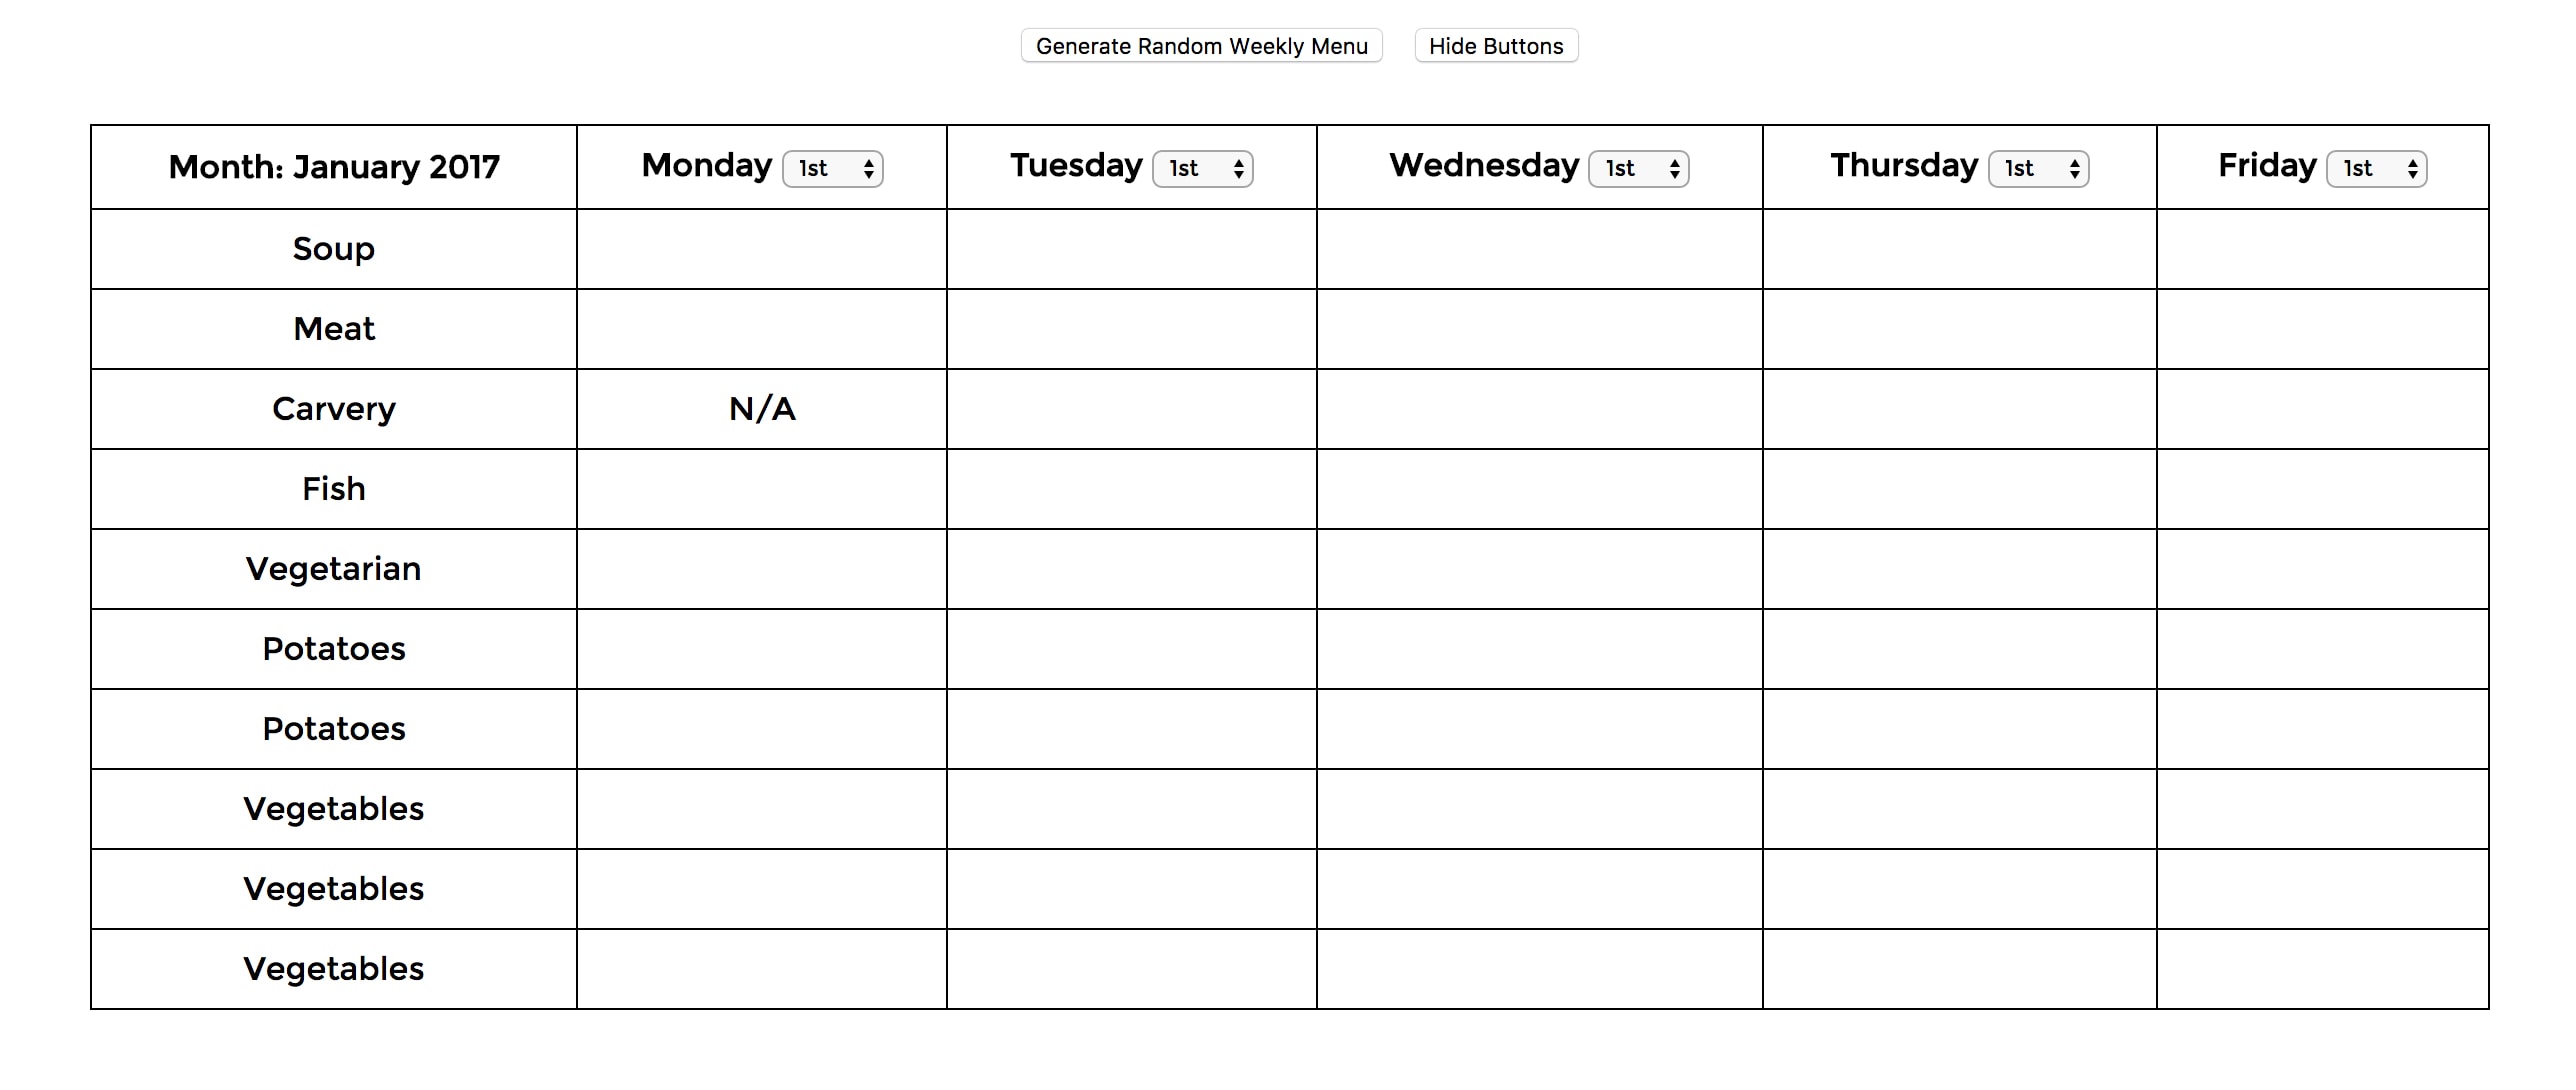 Generate Random Weekly Menu Hide Buttons
Month: January 2017 Monday 1st Tuesday 1st Wednesday 1st Thursday 1st Friday 1st
Soup
Meat
Carvery N/A
Fish
Vegetarian
Potatoes
Potatoes
Vegetables
Vegetables
Vegetables